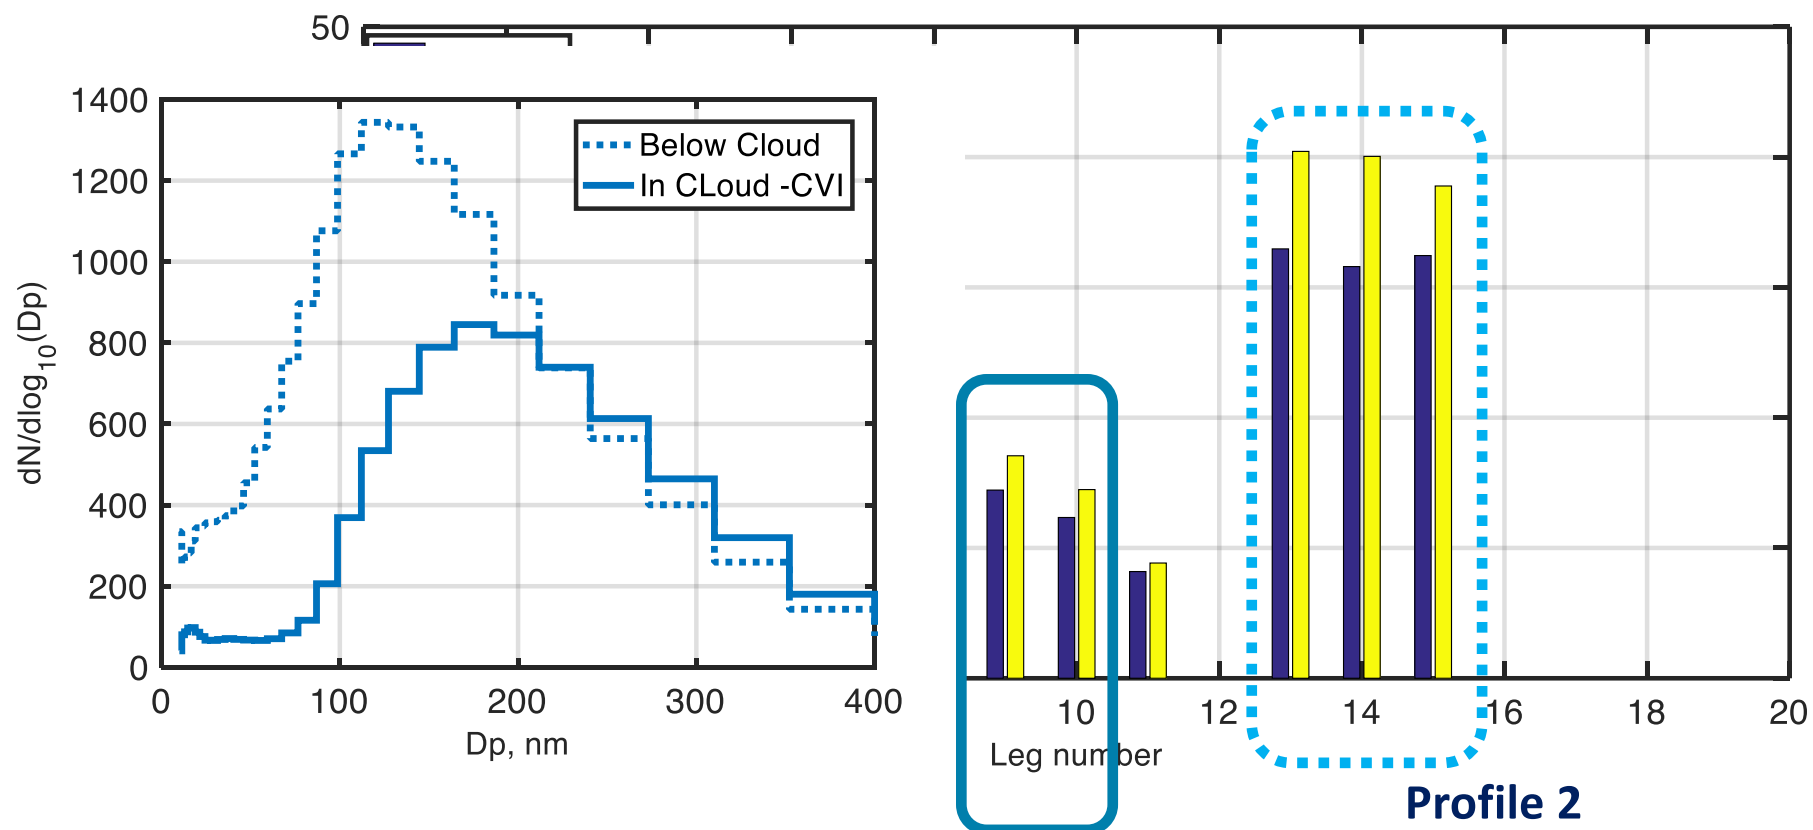 50
1400
1200
1000
800
600
400
200
0
dN/dlog10(Dp)
Below Cloud
In CLoud -CVI
0 100 200 300 400
Dp, nm
10 12 14 16 18 20
Leg number
Profile 2